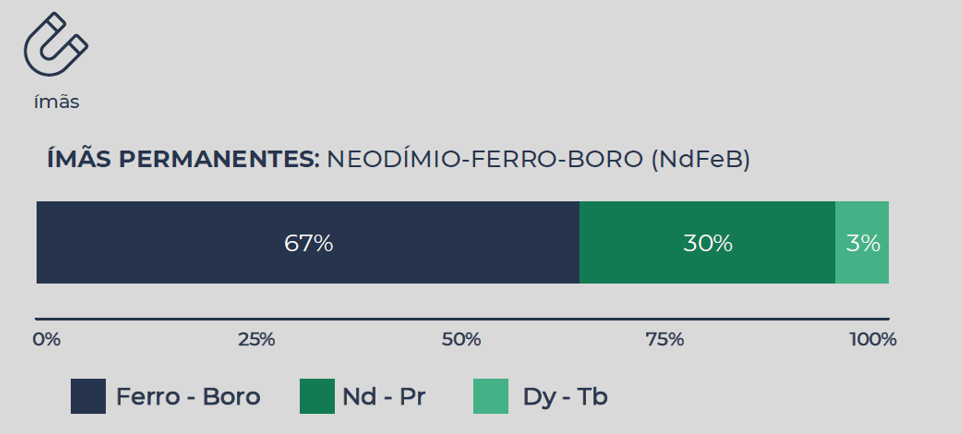 ímãs
ÍMÃS PERMANENTES: NEODÍMIO-FERRO-BORO (NdFeB)
67% 30% 3%
0% 25% 50% 75% 100%
Ferro - Boro Nd - Pr Dy - Tb